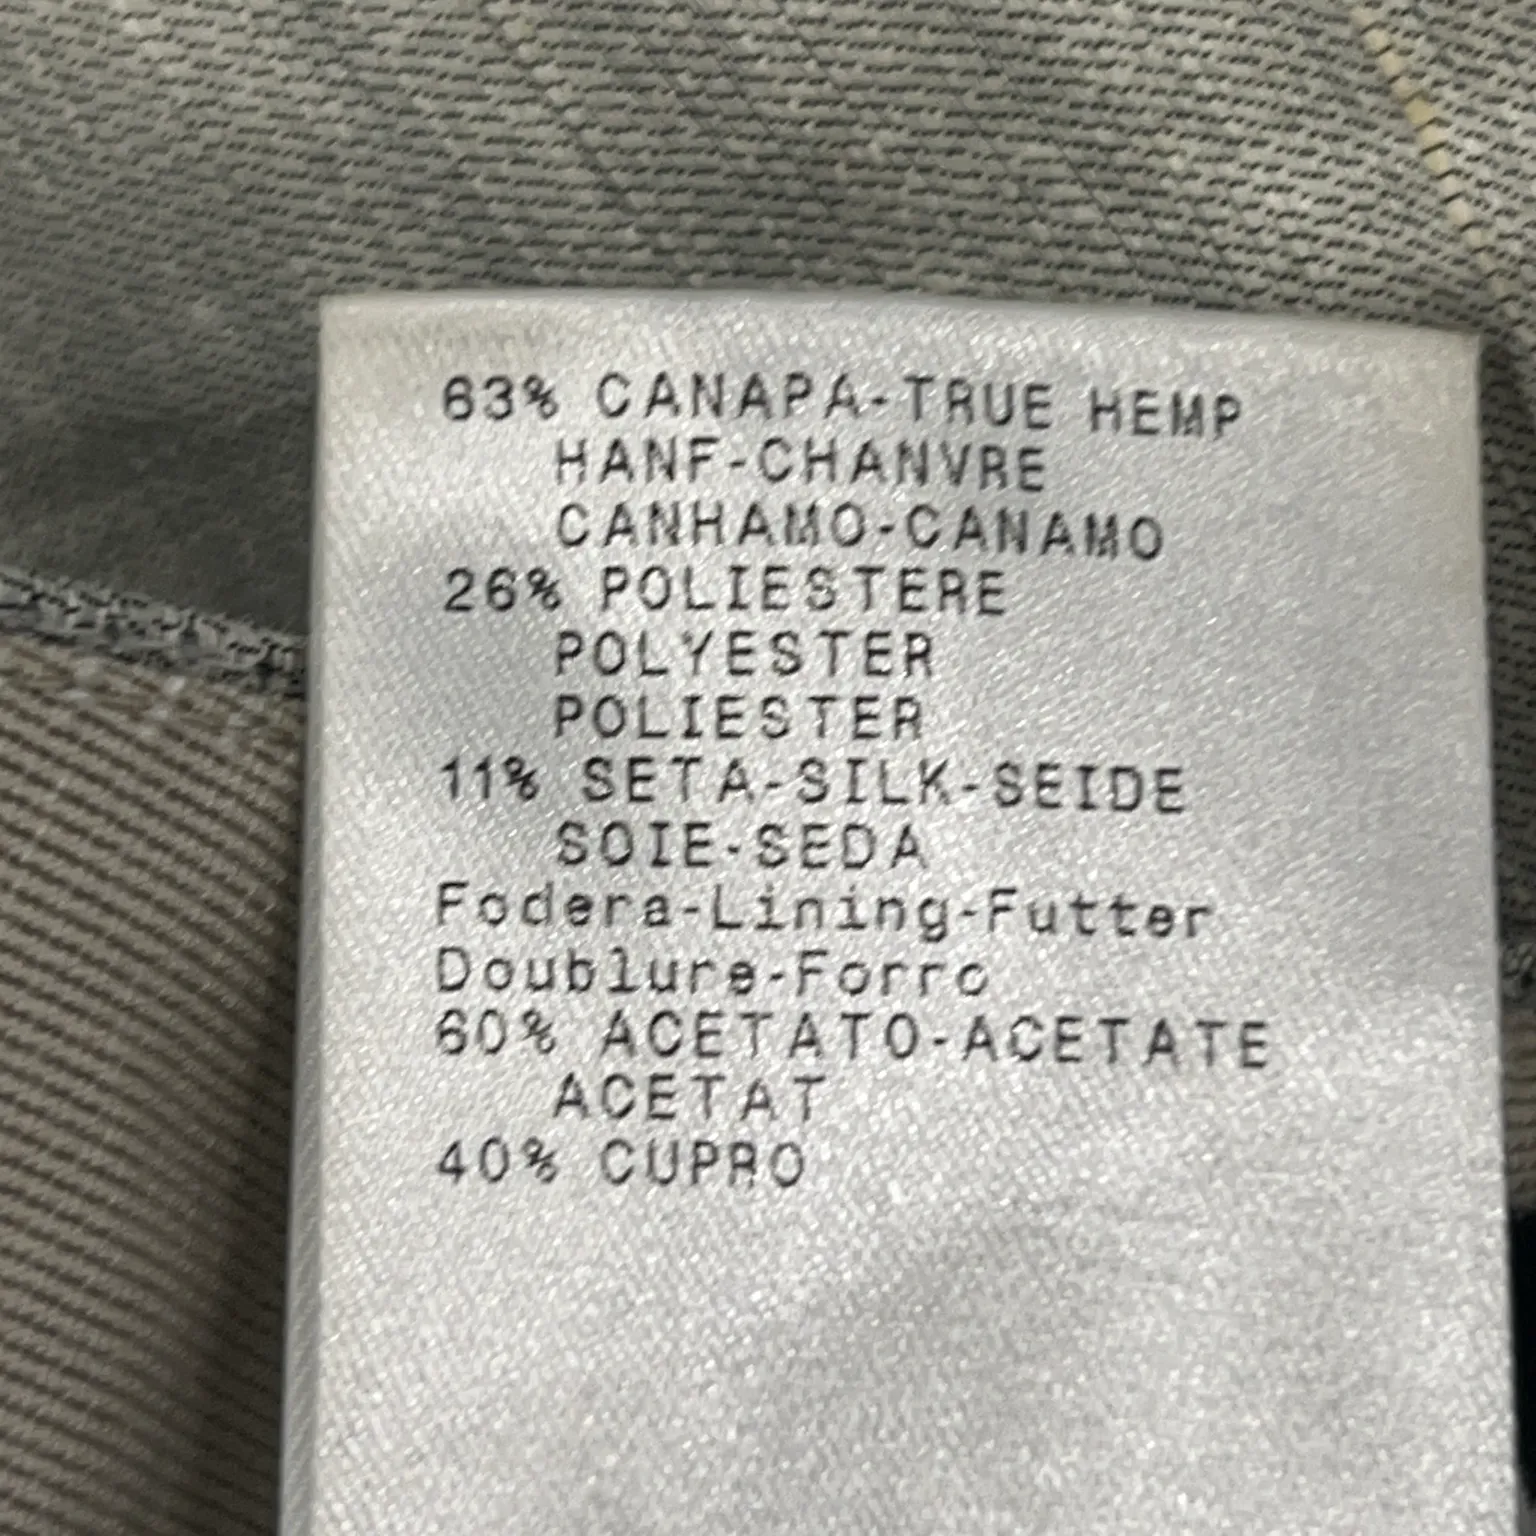 63% CANAPA-TRUE HEMP
HANF-CHANVRE
CANHAMO-CANAMO
26% POLIESTERE
POLYESTER
POLIESTER
11% SETA-SILK-SEIDE
SOIE-SEDA
Fodera-Lining-Futter
Doublure-Forro
60% ACETATO-ACETATE
ACETAT
40% CUPRO